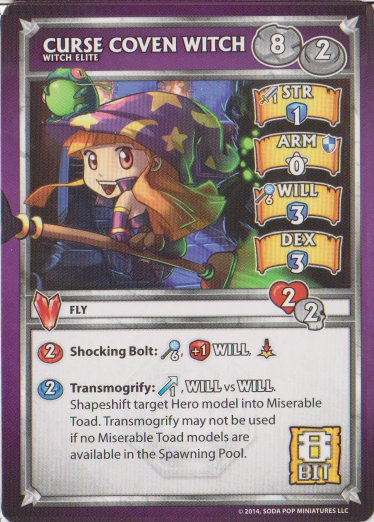 CURSE COVEN WITCH 8 2
WITCH ELITE
STR
1
ARM
0
WILL
6 3
DEX
3
2
2
FLY
2 Shocking Bolt: 6, +1 WILL,
2 Transmogrify: 1, WILL vs WILL.
Shapeshift target Hero model into Miserable
Toad. Transmogrify may not be used
if no Miserable Toad models are
available in the Spawning Pool.
8
BIT
© 2014, SODA POP MINIATURES LLC